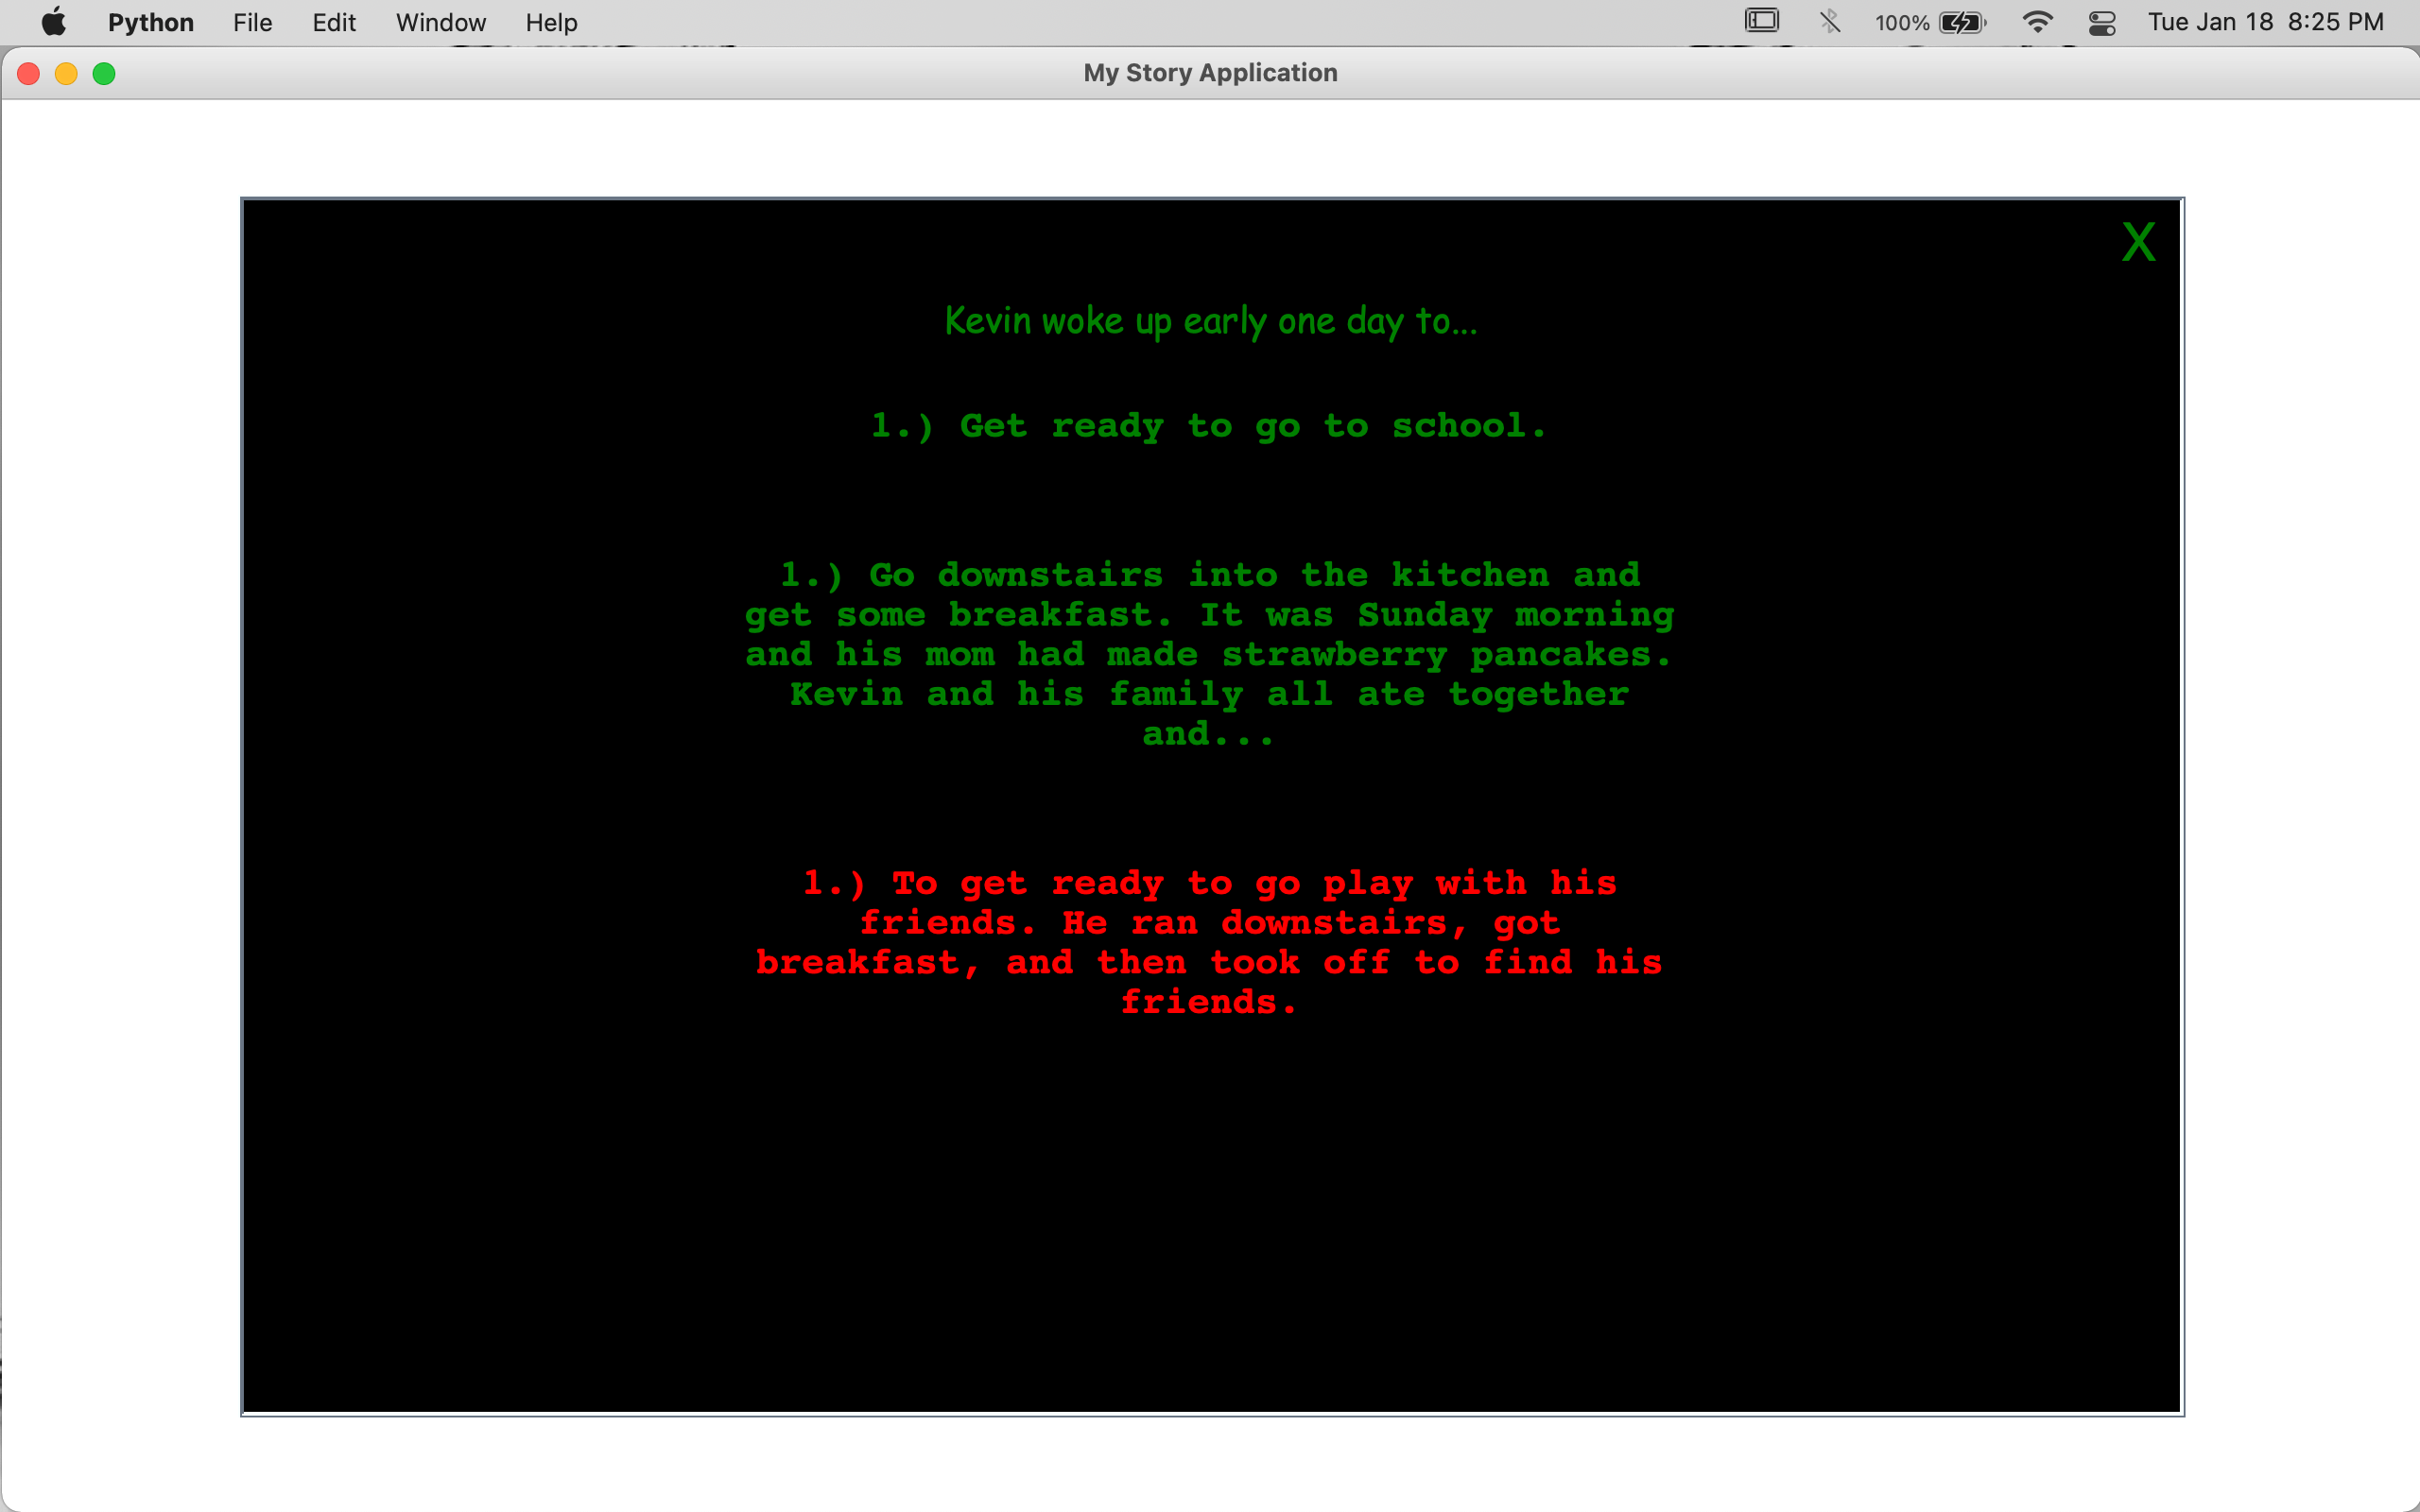 Python File Edit Window Help 100% Tue Jan 18 8:25 PM
My Story Application
X
Kevin woke up early one day to...
1.) Get ready to go to school.
1.) Go downstairs into the kitchen and
get some breakfast. It was Sunday morning
and his mom had made strawberry pancakes.
Kevin and his family all ate together
and...
1.) To get ready to go play with his
friends. He ran downstairs, got
breakfast, and then took off to find his
friends.